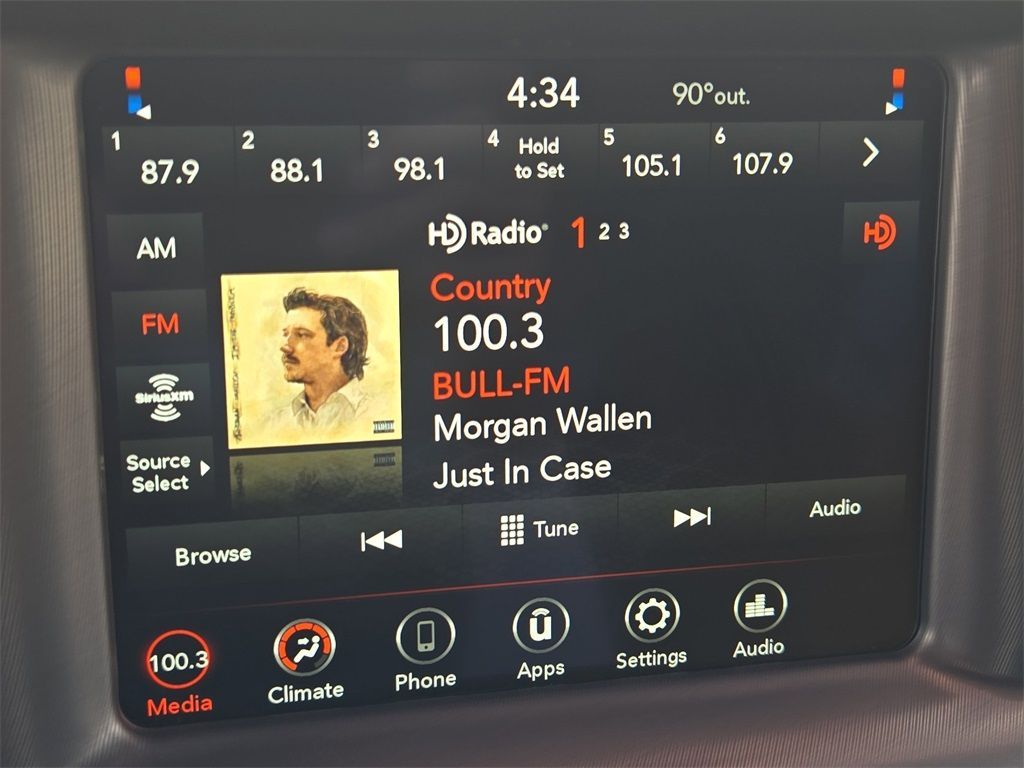 4:34
90°out.
1
87.9
2
88.1
3
98.1
4
Hold
to Set
5
105.1
6
107.9
AM
FM
SiriusXM
Source
Select
HD Radio®
1 2 3
HD
Country
100.3
BULL-FM
Morgan Wallen
Just In Case
Browse
Tune
Audio
100.3
Media
Climate
Phone
Apps
Settings
Audio